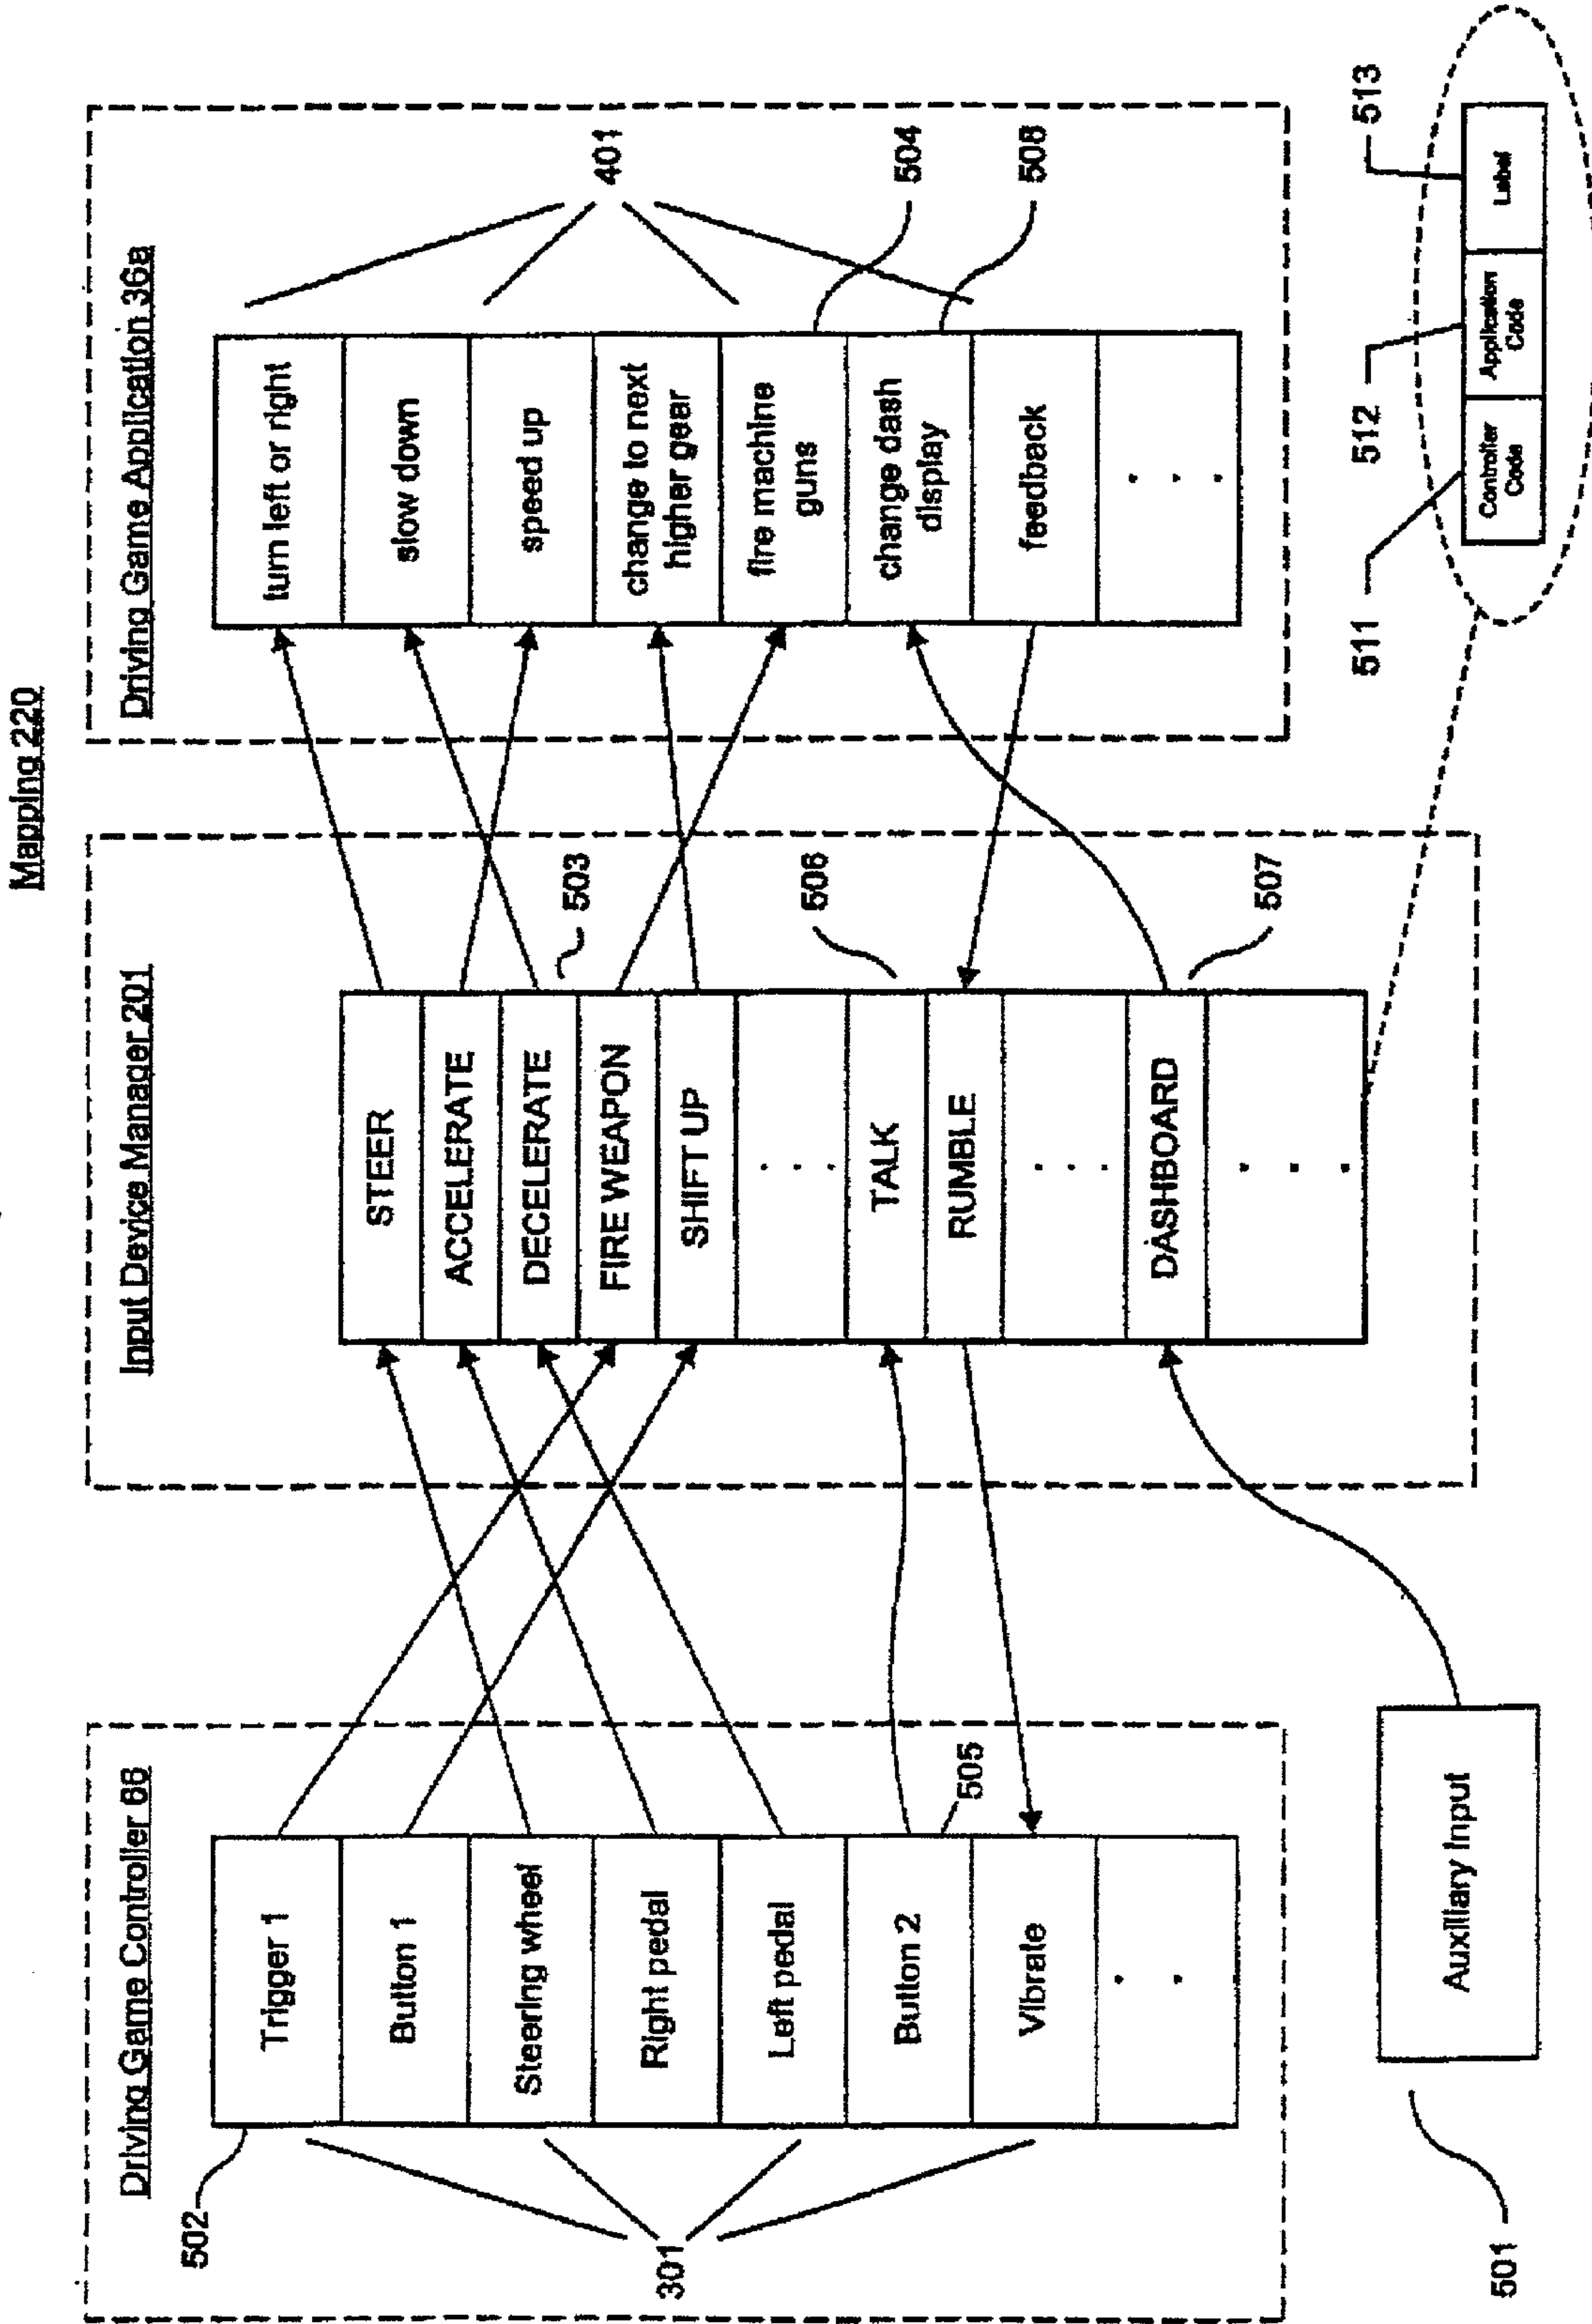 Mapping 220
Driving Game Controller 66
502
Trigger 1
Button 1
Steering wheel
Right pedal
Left pedal
Button 2
Vibrate
. .
301
505
501
Auxiliary Input
Input Device Manager 201
STEER
ACCELERATE
DECELERATE
FIRE WEAPON
SHIFT UP
. . .
TALK
RUMBLE
. . .
DASHBOARD
. . .
503
506
507
Driving Game Application 36a
turn left or right
slow down
speed up
change to next
higher gear
fire machine
guns
change dash
display
feedback
. . .
401
504
508
511
512
513
Controller
Code
Application
Code
Label